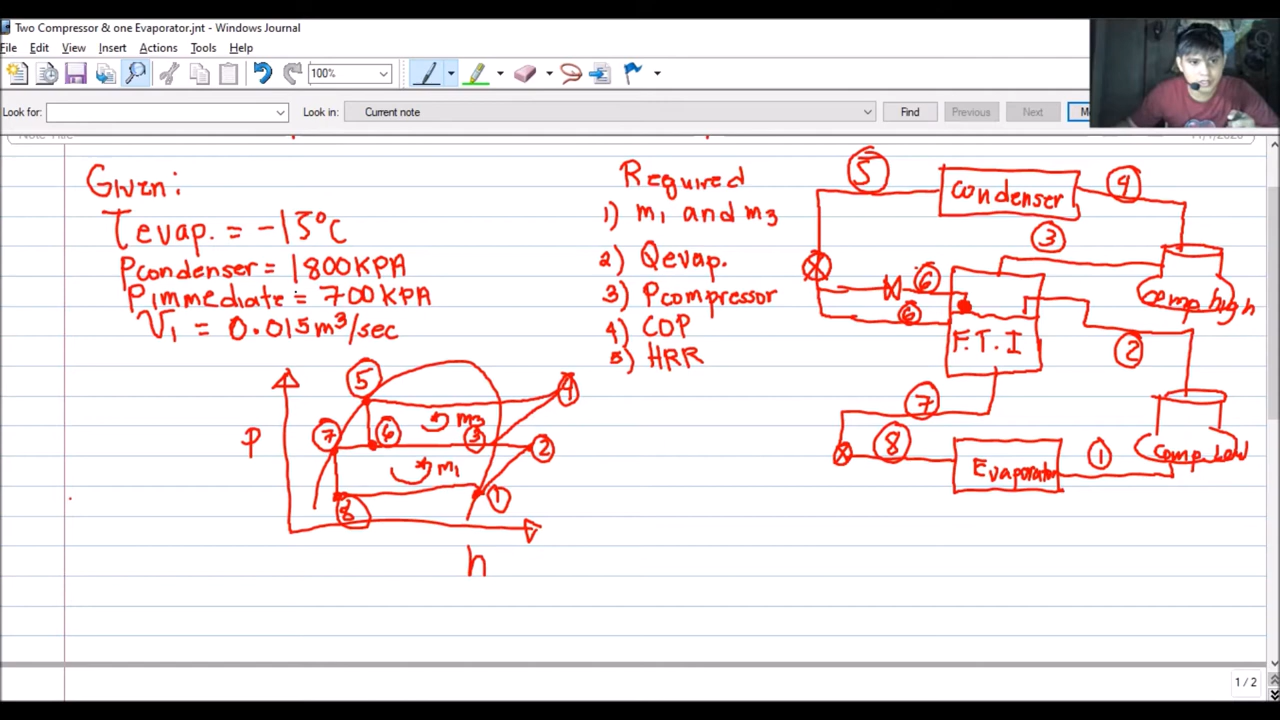 Two Compressor & one Evaporator.jnt - Windows Journal
File Edit View Insert Actions Tools Help
100%
Look for: Look in: Current note Find Previous Next
Note Title
Given:
Tevap. = -15°C
Pcondenser = 1800KPA
Pimmediate = 700KPA
V1 = 0.015m³/sec
Required
1) m1 and m3
2) Qevap.
3) Pcompressor
4) COP
5) HRR
5 condenser 4
3
6 comp high
6 F.T.I 2
7
8 Evaporator 1
5 4
P 7 6 m3 3 2
m1
8 1
h
1 / 2